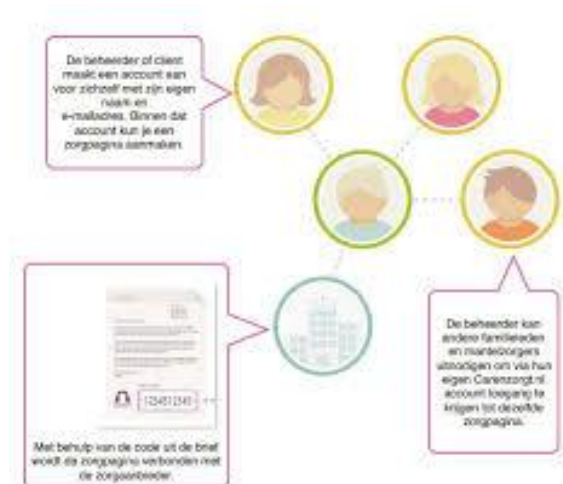 De beheerder of client
maakt een account aan
voor zichzelf met zijn eigen
naam en
e-mailadres. Binnen dat
account kun je een
zorgpagina aanmaken.
De beheerder kan
andere familieleden
en mantelzorgers
uitnodigen om via hun
eigen Carenzorgt.nl
account toegang te
krijgen tot dezelfde
zorgpagina.
1234512345
Met behulp van de code uit de brief
wordt de zorgpagina verbonden met
de zorgaanbieder.